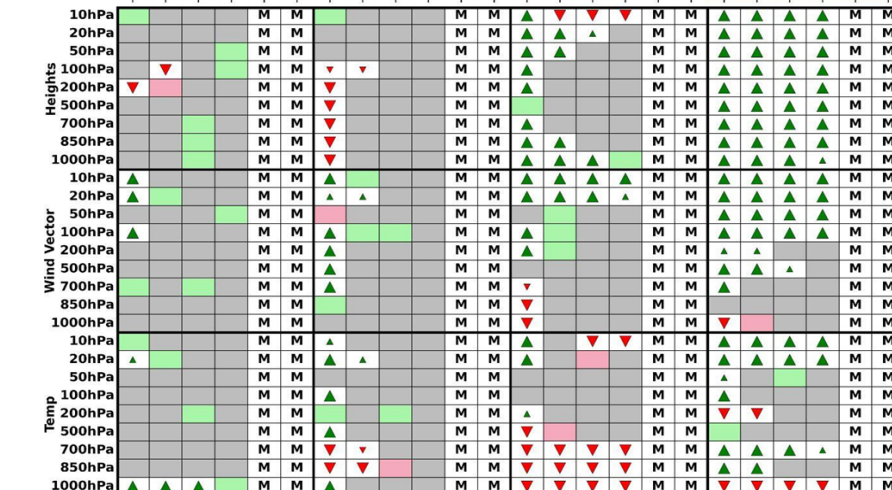 Heights
10hPa M M M M M M M M
20hPa M M M M M M M M
50hPa M M M M M M M M
100hPa M M M M M M M M
200hPa M M M M M M M M
500hPa M M M M M M M M
700hPa M M M M M M M M
850hPa M M M M M M M M
1000hPa M M M M M M M M
Wind Vector
10hPa M M M M M M M M
20hPa M M M M M M M M
50hPa M M M M M M M M
100hPa M M M M M M M M
200hPa M M M M M M M M
500hPa M M M M M M M M
700hPa M M M M M M M M
850hPa M M M M M M M M
1000hPa M M M M M M M M
Temp
10hPa M M M M M M M M
20hPa M M M M M M M M
50hPa M M M M M M M M
100hPa M M M M M M M M
200hPa M M M M M M M M
500hPa M M M M M M M M
700hPa M M M M M M M M
850hPa M M M M M M M M
1000hPa M M M M M M M M